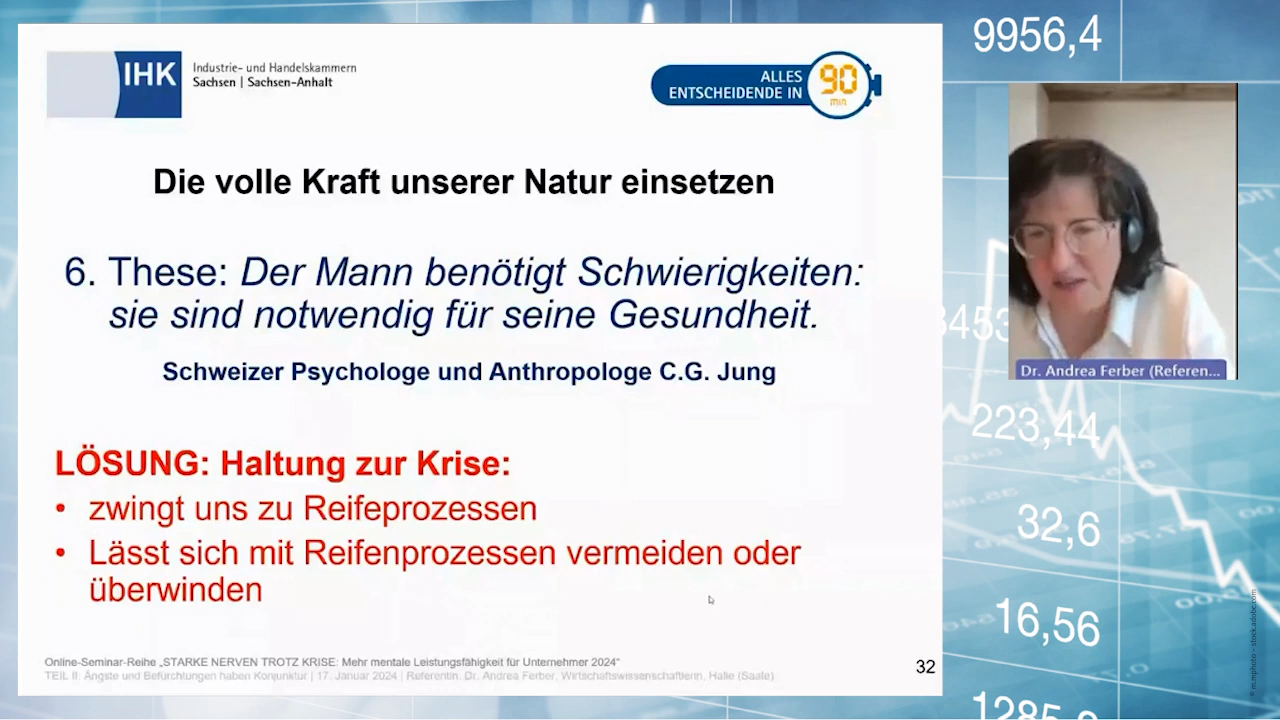 IHK
Industrie- und Handelskammern
Sachsen | Sachsen-Anhalt
ALLES
ENTSCHEIDENDE IN
90
min
Die volle Kraft unserer Natur einsetzen
6. These: Der Mann benötigt Schwierigkeiten:
sie sind notwendig für seine Gesundheit.
Schweizer Psychologe und Anthropologe C.G. Jung
LÖSUNG: Haltung zur Krise:
• zwingt uns zu Reifeprozessen
• Lässt sich mit Reifenprozessen vermeiden oder
überwinden
Online-Seminar-Reihe „STARKE NERVEN TROTZ KRISE: Mehr mentale Leistungsfähigkeit für Unternehmer 2024“
TEIL II: Ängste und Befürchtungen haben Konjunktur | 17. Januar 2024 | Referentin: Dr. Andrea Ferber, Wirtschaftswissenschaftlerin, Halle (Saale)
32
9956,4
Dr. Andrea Ferber (Referen...
223,44
32,6
16,56
© m.mphoto - stock.adobe.com